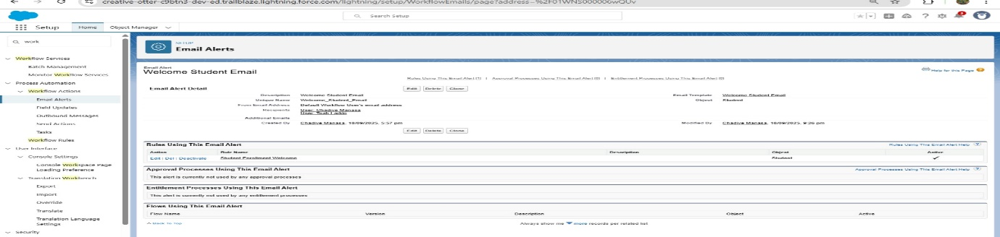 creative-otter-c9btn3-dev-ed.trailblaze.lightning.force.com/lightning/setup/WorkflowEmails/page?address=%2F01WNS000006wQUv
Search Setup
Setup
Home
Object Manager
work
Workflow Services
Batch Management
Monitor Workflow Services
Process Automation
Workflow Actions
Email Alerts
Field Updates
Outbound Messages
Send Actions
Tasks
Workflow Rules
User Interface
Console Settings
Console Workspace Page
Loading Preference
Translation Workbench
Export
Import
Override
Translate
Translation Language
Settings
Security
SETUP
Email Alerts
Email Alert
Welcome Student Email
Help for this Page
Rules Using This Email Alert [1] | Approval Processes Using This Email Alert [0] | Entitlement Processes Using This Email Alert [0]
Email Alert Detail
Edit Delete Clone
Description Welcome Student Email Email Template Welcome Student Email
Unique Name Welcome_Student_Email Object Student
From Email Address Default Workflow User's email address
Recipients User: Chadive Manasa
User: Noah Larkin
Additional Emails
Created By Chadive Manasa, 18/09/2025, 5:57 pm Modified By Chadive Manasa, 18/09/2025, 9:26 pm
Edit Delete Clone
Rules Using This Email Alert Rules Using This Email Alert Help
Action Rule Name Description Object Active
Edit | Del | Deactivate Student Enrollment Welcome Student
Approval Processes Using This Email Alert Approval Processes Using This Email Alert Help
This alert is currently not used by any approval processes
Entitlement Processes Using This Email Alert
This alert is currently not used by any entitlement processes
Flows Using This Email Alert
Flow Name Version Description Object Active
Back To Top Always show me more records per related list